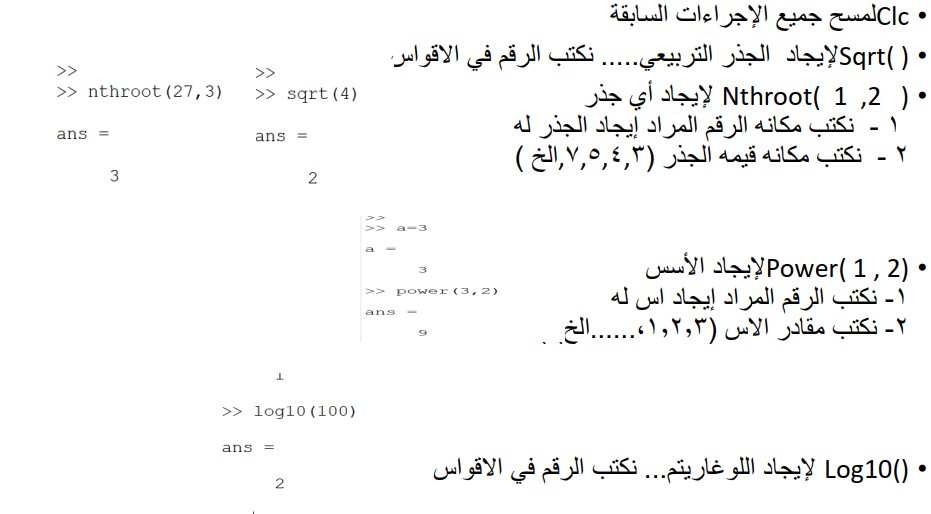 • Clcلمسح جميع الإجراءات السابقة
• Sqrt( )لإيجاد الجذر التربيعي..... نكتب الرقم في الاقواس
>>
>> nthroot(27,3)
ans =
3
>>
>> sqrt(4)
ans =
2
• Nthroot( 1 ,2 ) لإيجاد أي جذر
١ - نكتب مكانه الرقم المراد إيجاد الجذر له
٢ - نكتب مكانه قيمه الجذر (٧,٥,٤,٣,الخ )
>>
>> a=3
a =
3
>> power(3,2)
ans =
9
• Power( 1 , 2)لإيجاد الأسس
١- نكتب الرقم المراد إيجاد اس له
٢- نكتب مقادر الاس (١,٢,٣،......الخ
>> log10(100)
ans =
2
• Log10() لإيجاد اللوغاريتم... نكتب الرقم في الاقواس